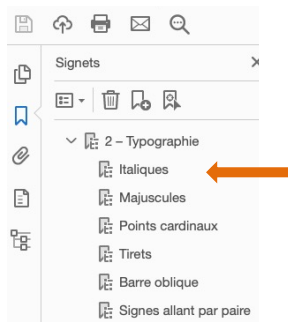 Signets
2 – Typographie
Italiques
Majuscules
Points cardinaux
Tirets
Barre oblique
Signes allant par paire